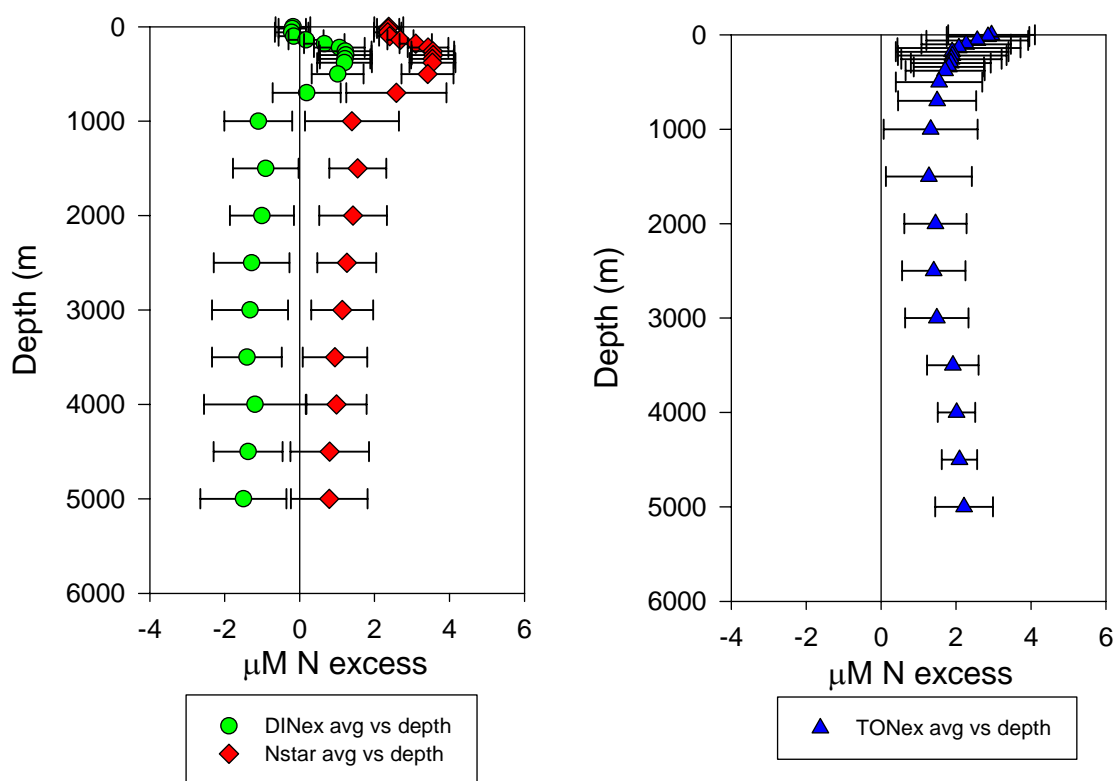 0
1000
2000
3000
4000
5000
6000
Depth (m
-4 -2 0 2 4 6
μM N excess
DINex avg vs depth
Nstar avg vs depth
0
1000
2000
3000
4000
5000
6000
Depth (m)
-4 -2 0 2 4 6
μM N excess
TONex avg vs depth